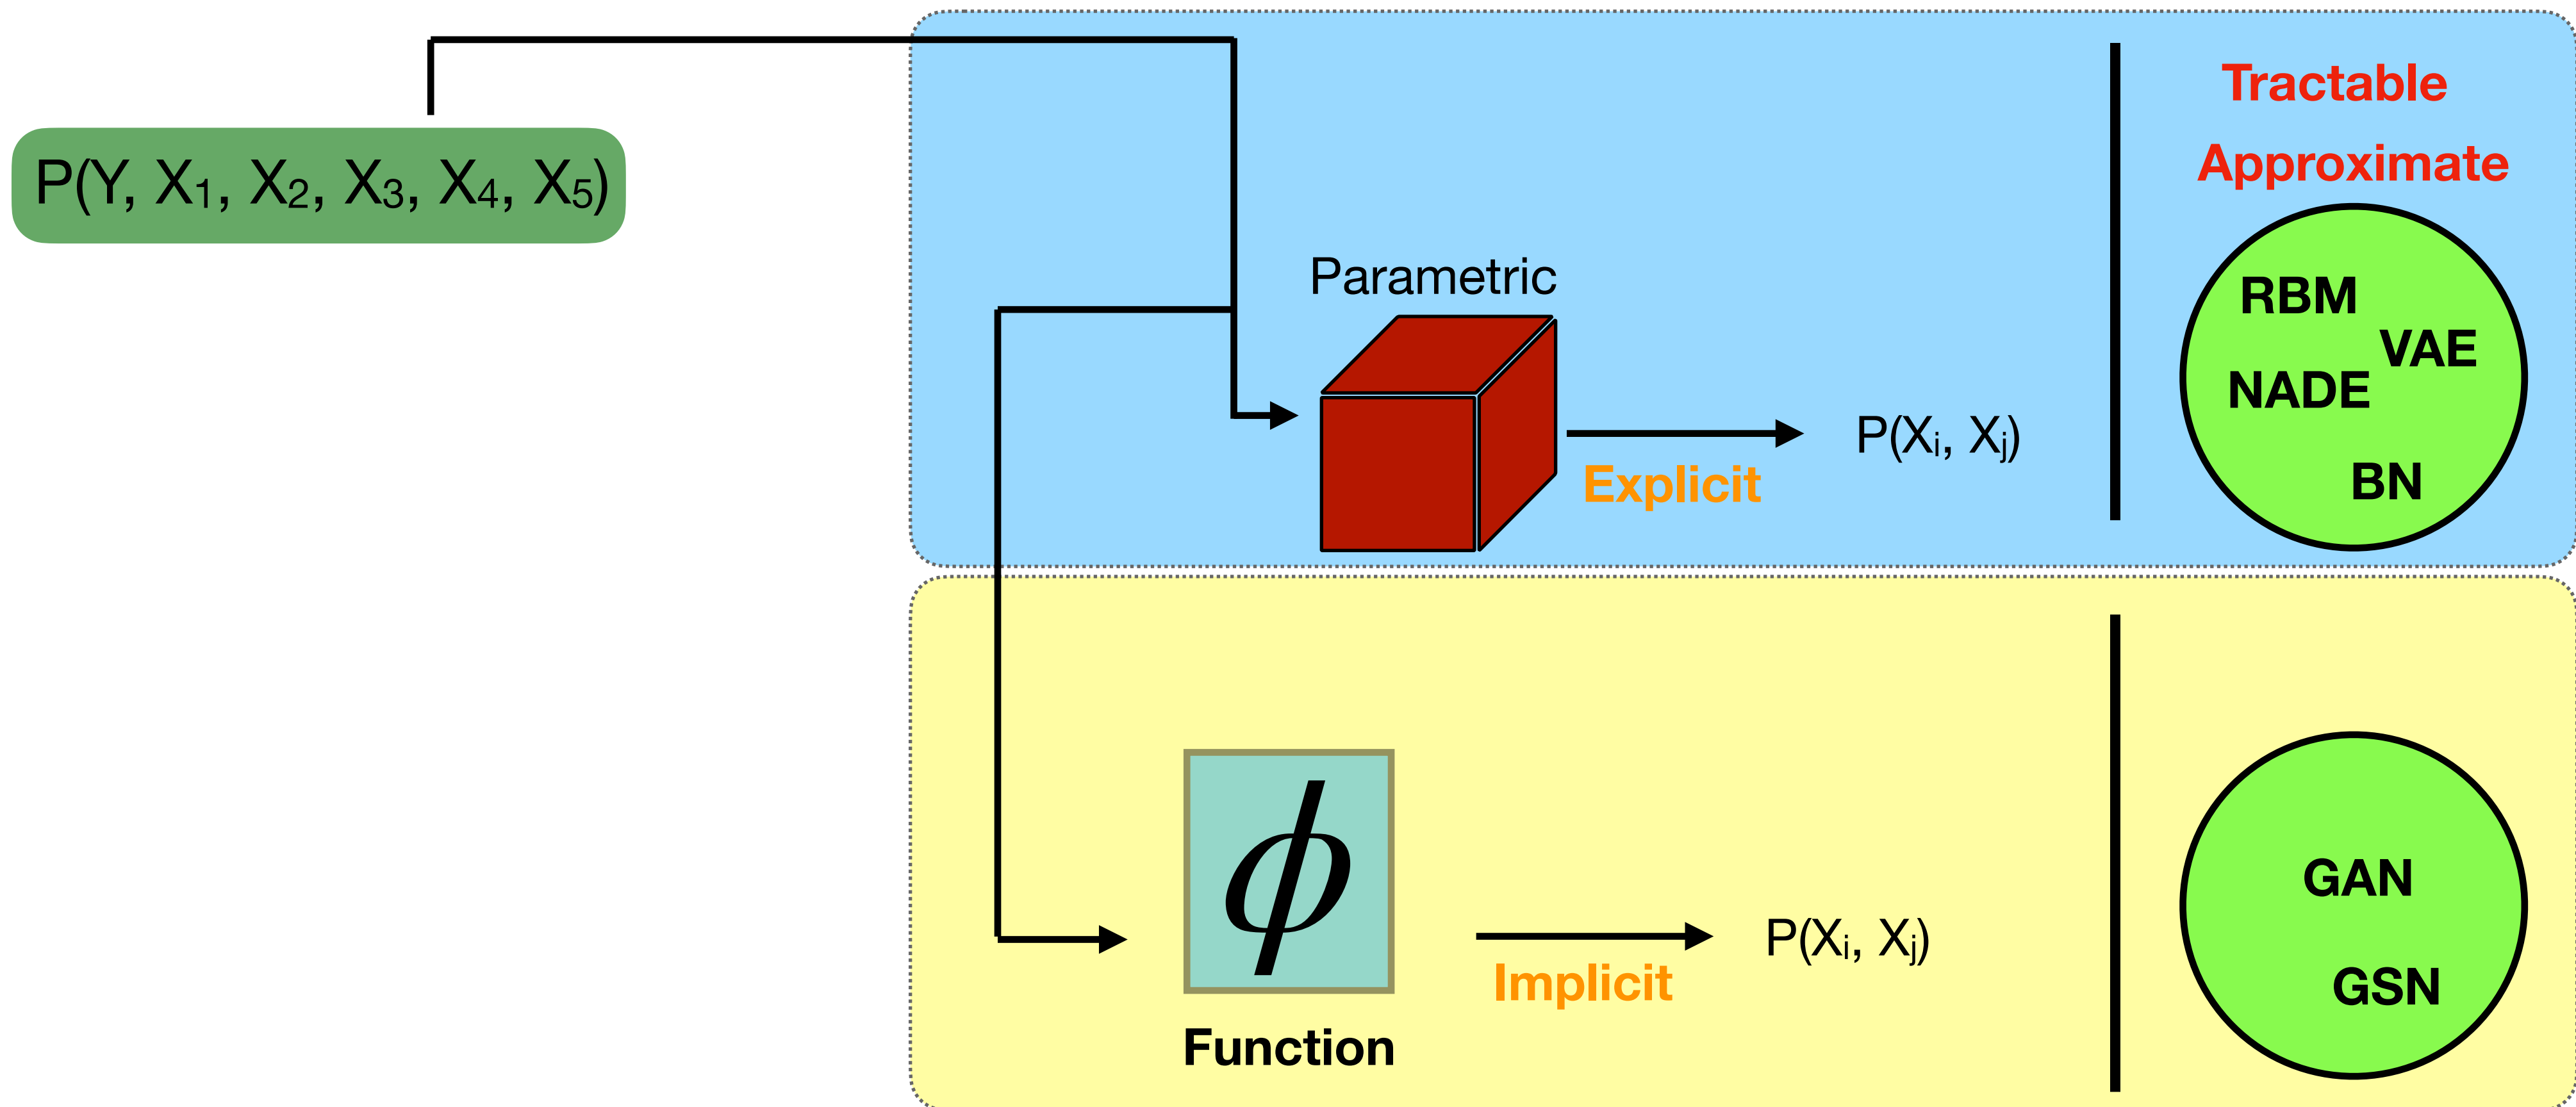 P(Y, X₁, X₂, X₃, X₄, X₅)
Tractable
Approximate
Parametric
RBM
VAE
NADE
BN
P(Xᵢ, Xⱼ)
Explicit
ϕ
P(Xᵢ, Xⱼ)
Implicit
Function
GAN
GSN